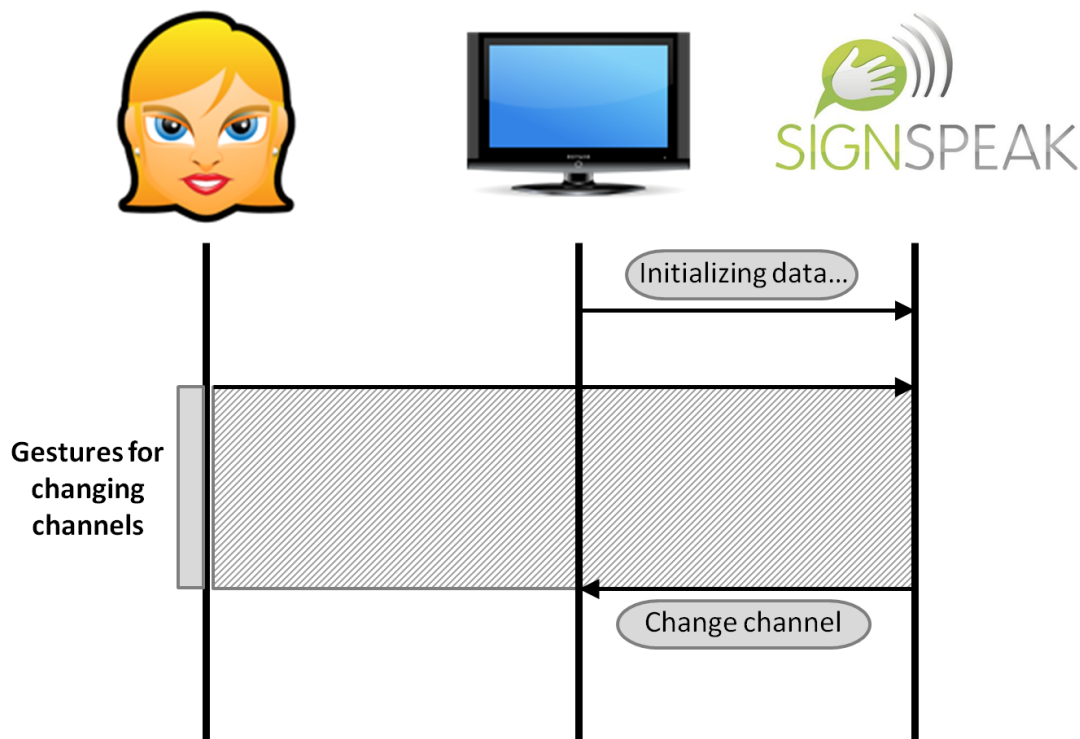 SIGNSPEAK
Initializing data...
Gestures for
changing
channels
Change channel